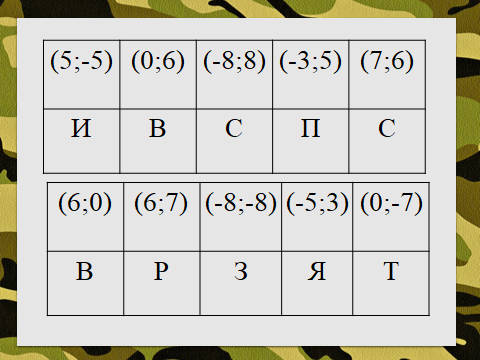 (5;-5) (0;6) (-8;8) (-3;5) (7;6)
И В С П С
(6;0) (6;7) (-8;-8) (-5;3) (0;-7)
В Р З Я Т